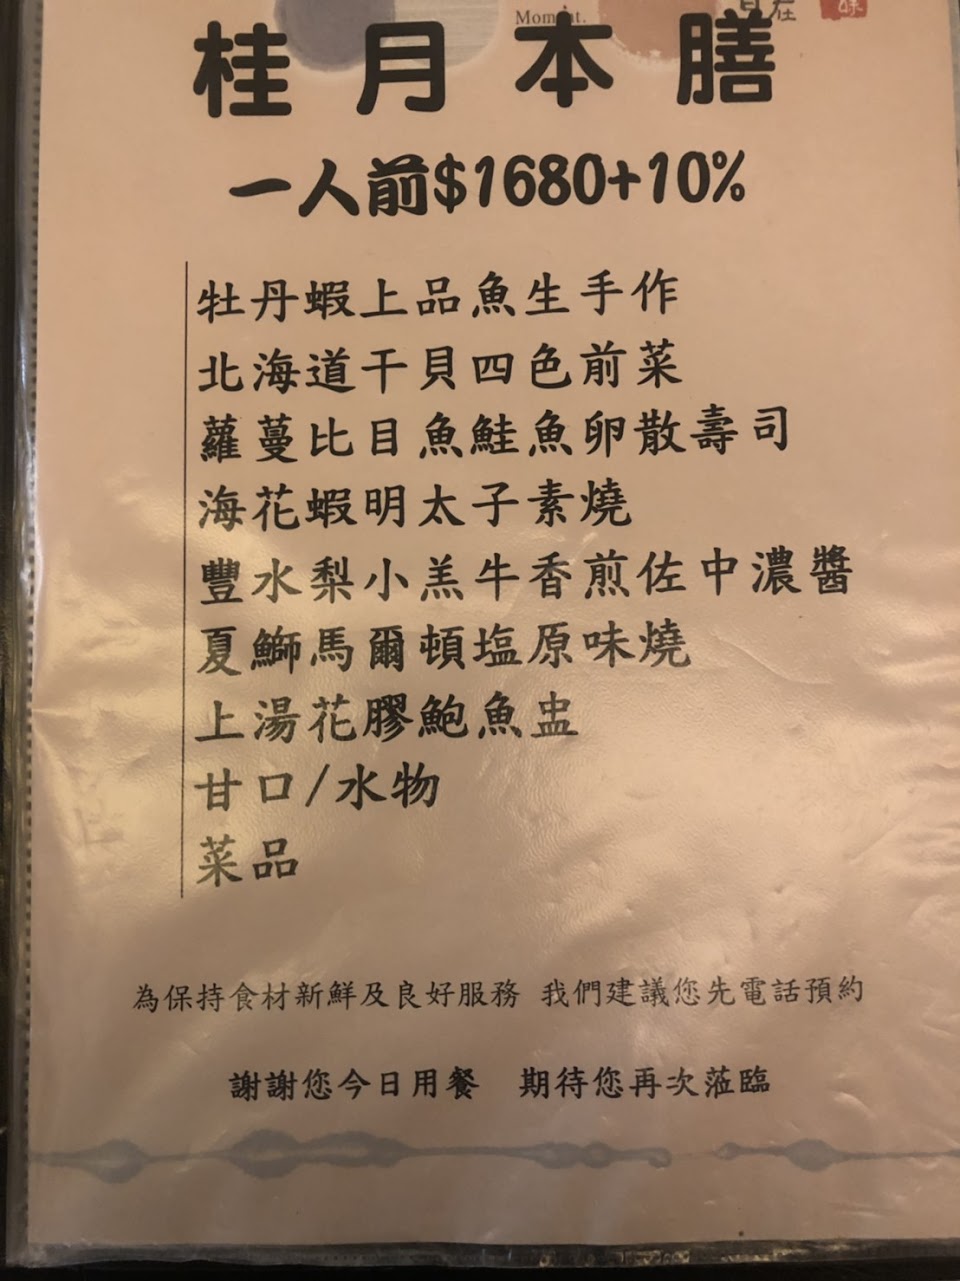 Moment.
自在
桂月本膳
一人前$1680+10%
牡丹蝦上品魚生手作
北海道干貝四色前菜
蘿蔓比目魚鮭魚卵散壽司
海花蝦明太子素燒
豐水梨小羔牛香煎佐中濃醬
夏鰤馬爾頓塩原味燒
上湯花膠鮑魚盅
甘口/水物
菜品
為保持食材新鮮及良好服務 我們建議您先電話預約
謝謝您今日用餐 期待您再次蒞臨